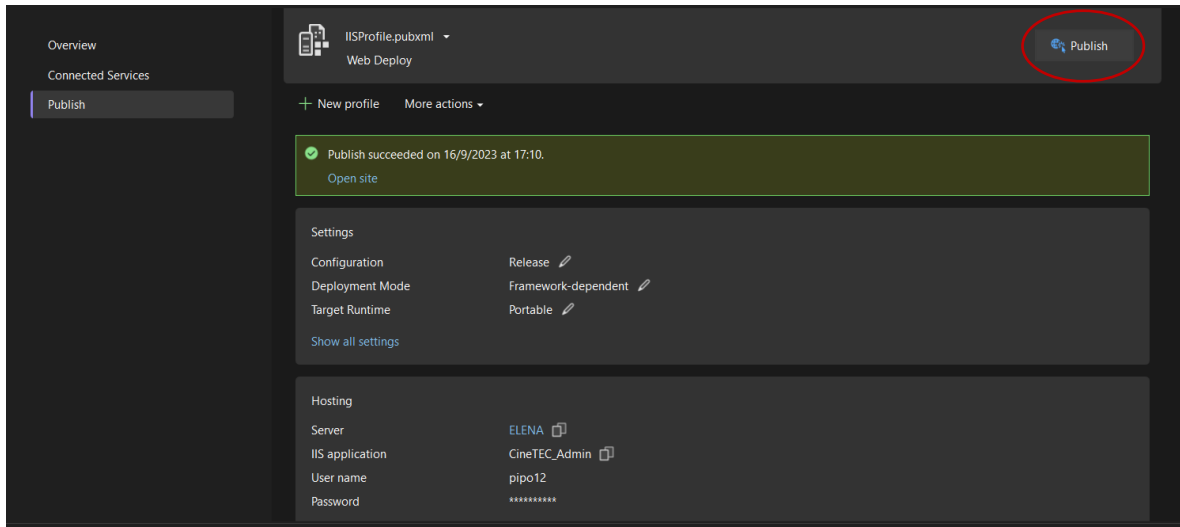 Overview
Connected Services
Publish
IISProfile.pubxml
Web Deploy
Publish
New profile More actions
Publish succeeded on 16/9/2023 at 17:10.
Open site
Settings
Configuration Release
Deployment Mode Framework-dependent
Target Runtime Portable
Show all settings
Hosting
Server ELENA
IIS application CineTEC_Admin
User name pipo12
Password **********